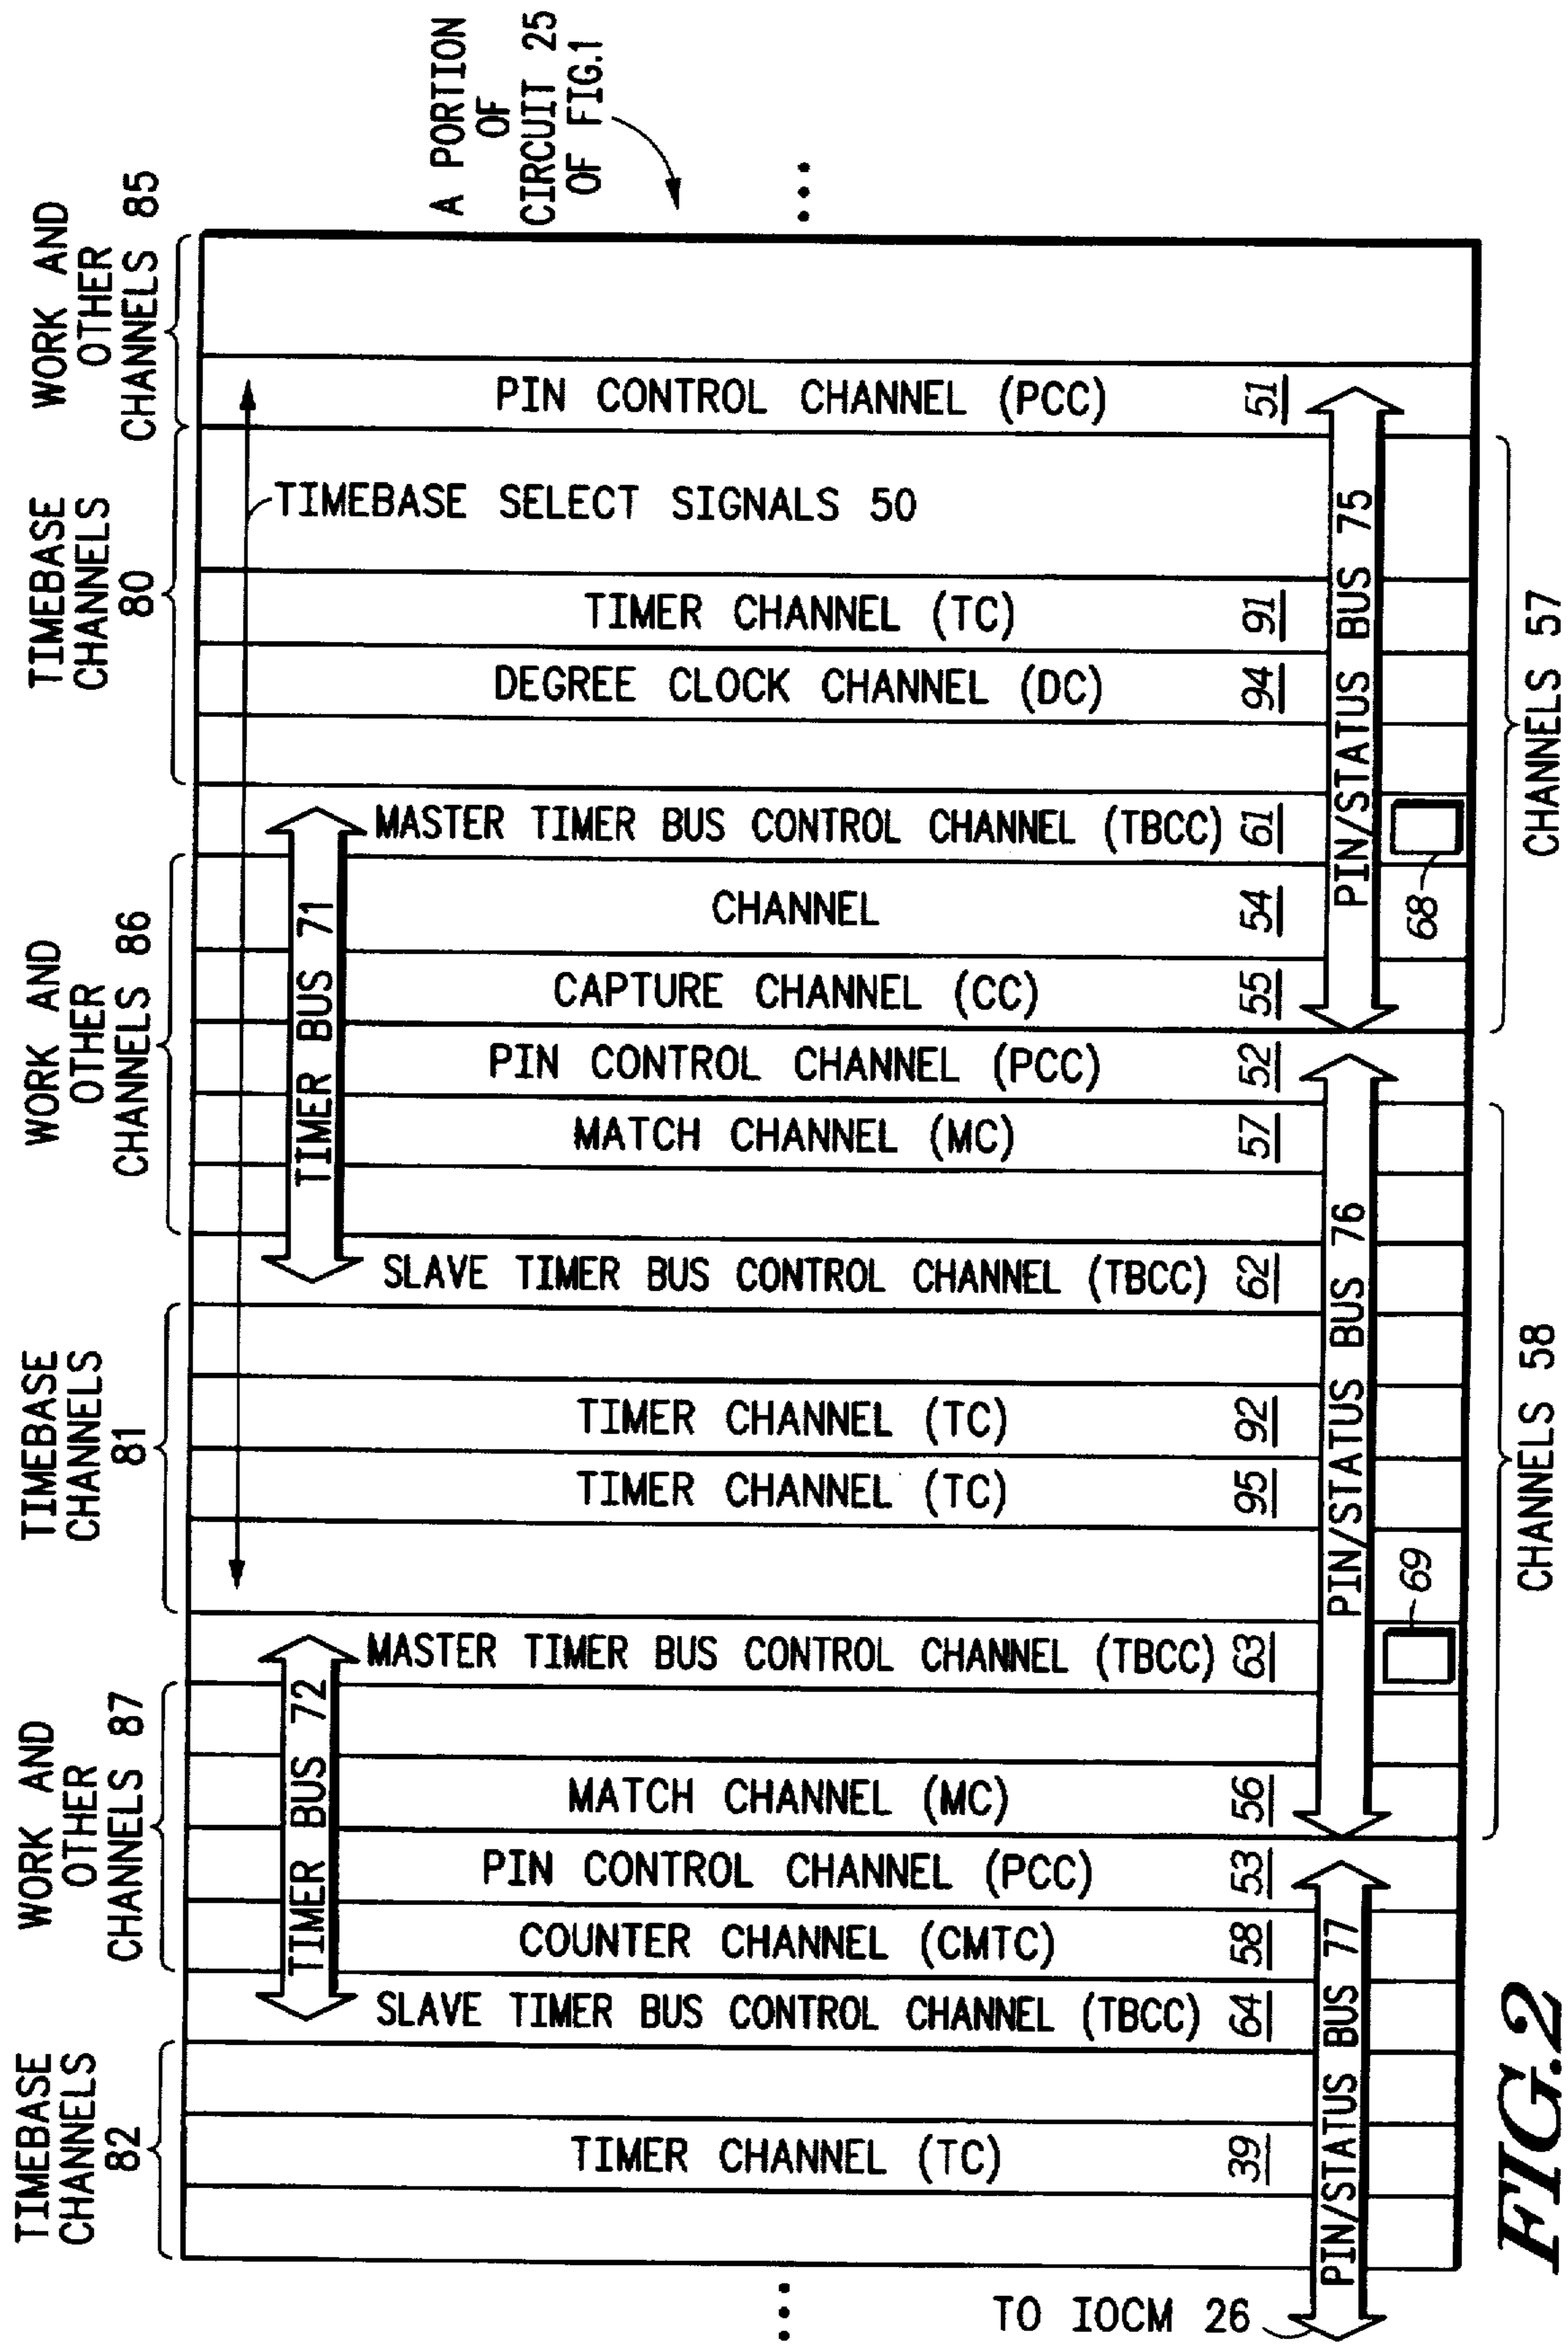 WORK AND
OTHER
CHANNELS 85
TIMEBASE
CHANNELS
80
WORK AND
OTHER
CHANNELS 86
TIMEBASE
CHANNELS
81
WORK AND
OTHER
CHANNELS 87
TIMEBASE
CHANNELS
82
A PORTION
OF
CIRCUIT 25
OF FIG.1
...
PIN CONTROL CHANNEL (PCC) 51
TIMEBASE SELECT SIGNALS 50
TIMER CHANNEL (TC) 91
DEGREE CLOCK CHANNEL (DC) 94
MASTER TIMER BUS CONTROL CHANNEL (TBCC) 61
CHANNEL 54
CAPTURE CHANNEL (CC) 55
PIN CONTROL CHANNEL (PCC) 52
MATCH CHANNEL (MC) 57
SLAVE TIMER BUS CONTROL CHANNEL (TBCC) 62
TIMER CHANNEL (TC) 92
TIMER CHANNEL (TC) 95
MASTER TIMER BUS CONTROL CHANNEL (TBCC) 63
MATCH CHANNEL (MC) 56
PIN CONTROL CHANNEL (PCC) 53
COUNTER CHANNEL (CMTC) 58
SLAVE TIMER BUS CONTROL CHANNEL (TBCC) 64
TIMER CHANNEL (TC) 39
TIMER BUS 71
TIMER BUS 72
PIN/STATUS BUS 75
PIN/STATUS BUS 76
PIN/STATUS BUS 77
68
69
CHANNELS 57
CHANNELS 58
...
TO IOCM 26
FIG.2